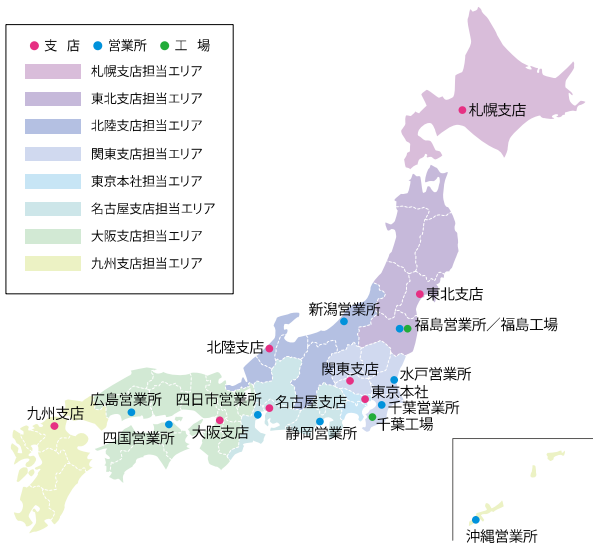 支店 営業所 工場
札幌支店担当エリア
東北支店担当エリア
北陸支店担当エリア
関東支店担当エリア
東京本社担当エリア
名古屋支店担当エリア
大阪支店担当エリア
九州支店担当エリア
札幌支店
東北支店
新潟営業所
福島営業所／福島工場
北陸支店
関東支店
水戸営業所
東京本社
広島営業所
四日市営業所
名古屋支店
千葉営業所
九州支店
千葉工場
四国営業所
大阪支店
静岡営業所
沖縄営業所